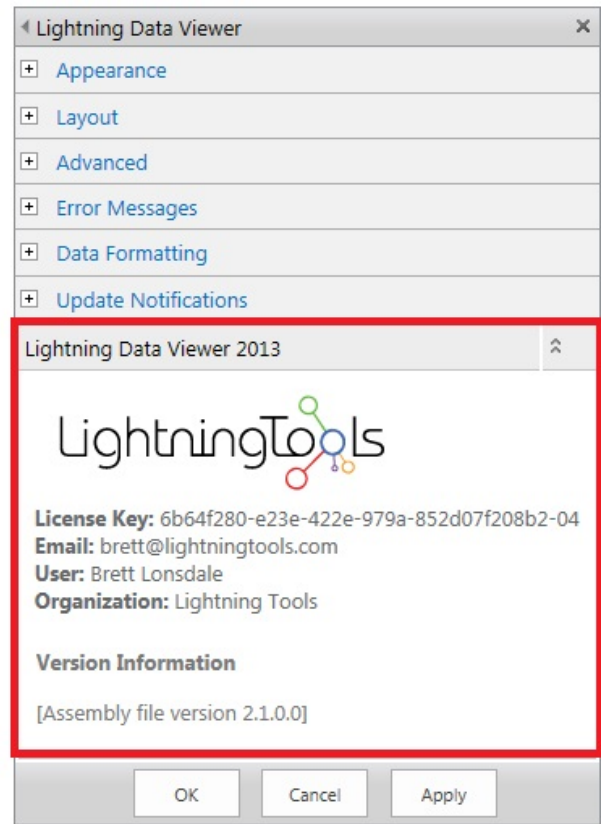 Lightning Data Viewer
Appearance
Layout
Advanced
Error Messages
Data Formatting
Update Notifications
Lightning Data Viewer 2013
LightningTools
License Key: 6b64f280-e23e-422e-979a-852d07f208b2-04
Email: brett@lightningtools.com
User: Brett Lonsdale
Organization: Lightning Tools
Version Information
[Assembly file version 2.1.0.0]
OK Cancel Apply